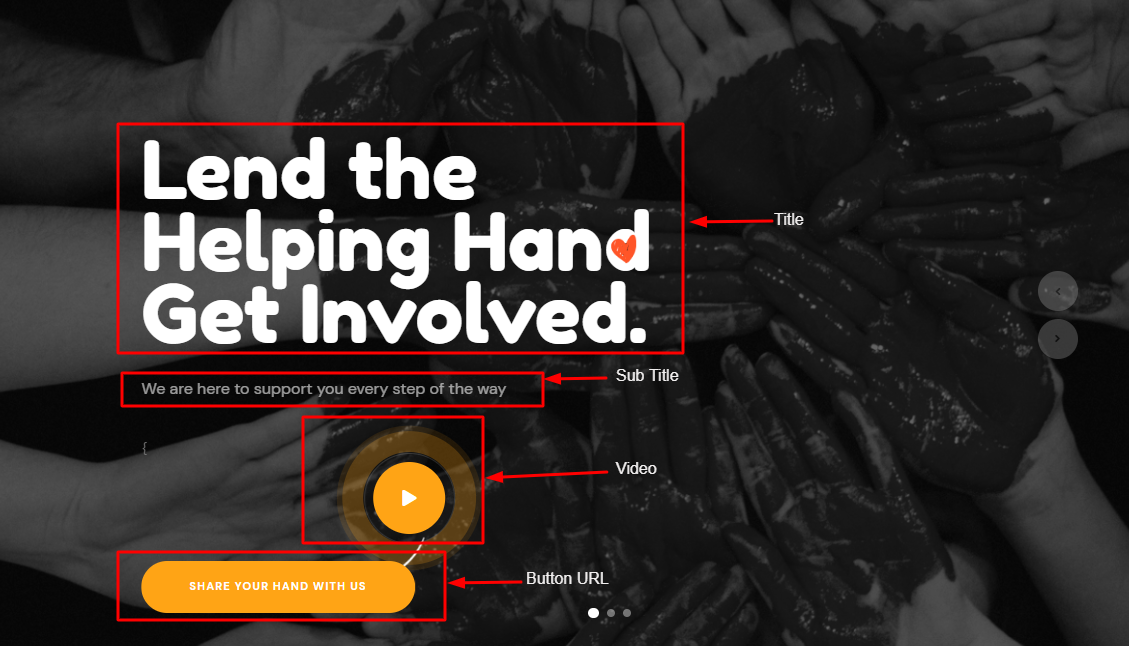 Lend the
Helping Hand
Get Involved.
Title
We are here to support you every step of the way
Sub Title
{
Video
SHARE YOUR HAND WITH US
Button URL